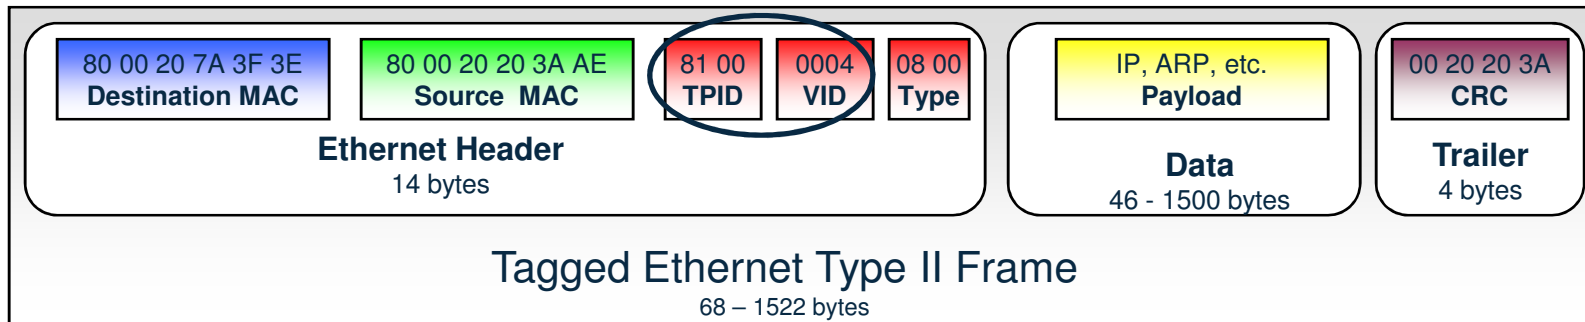 80 00 20 7A 3F 3E
Destination MAC
80 00 20 20 3A AE
Source MAC
81 00
TPID
0004
VID
08 00
Type
Ethernet Header
14 bytes
IP, ARP, etc.
Payload
Data
46 - 1500 bytes
00 20 20 3A
CRC
Trailer
4 bytes
Tagged Ethernet Type II Frame
68 – 1522 bytes